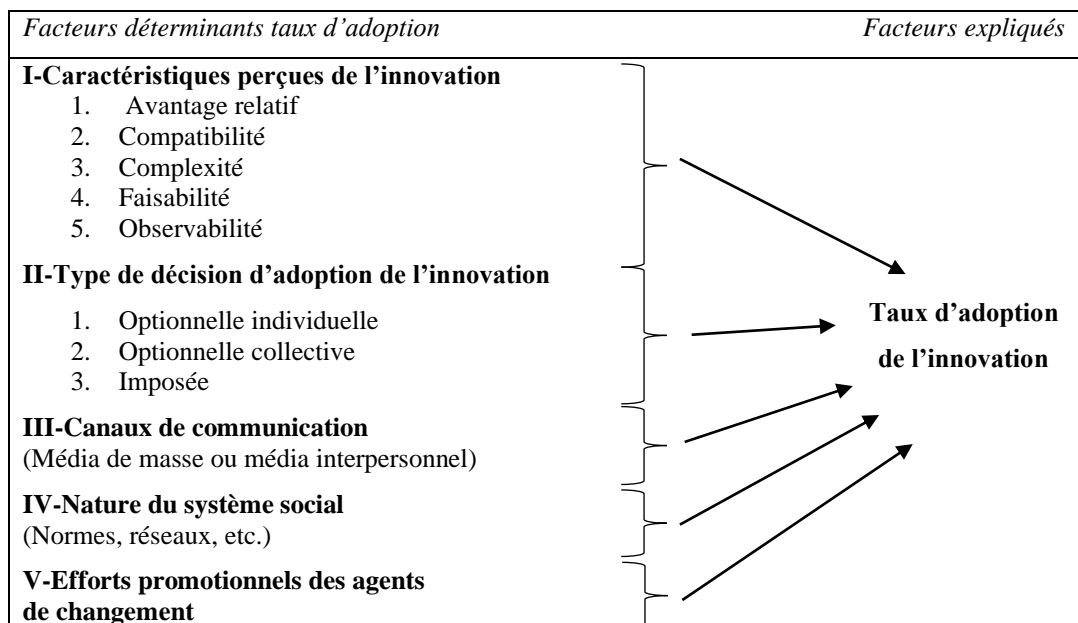 Facteurs déterminants taux d’adoption Facteurs expliqués
I-Caractéristiques perçues de l’innovation
1. Avantage relatif
2. Compatibilité
3. Complexité
4. Faisabilité
5. Observabilité
II-Type de décision d’adoption de l’innovation
1. Optionnelle individuelle
2. Optionnelle collective
3. Imposée
III-Canaux de communication
(Média de masse ou média interpersonnel)
IV-Nature du système social
(Normes, réseaux, etc.)
V-Efforts promotionnels des agents
de changement
Taux d’adoption
de l’innovation